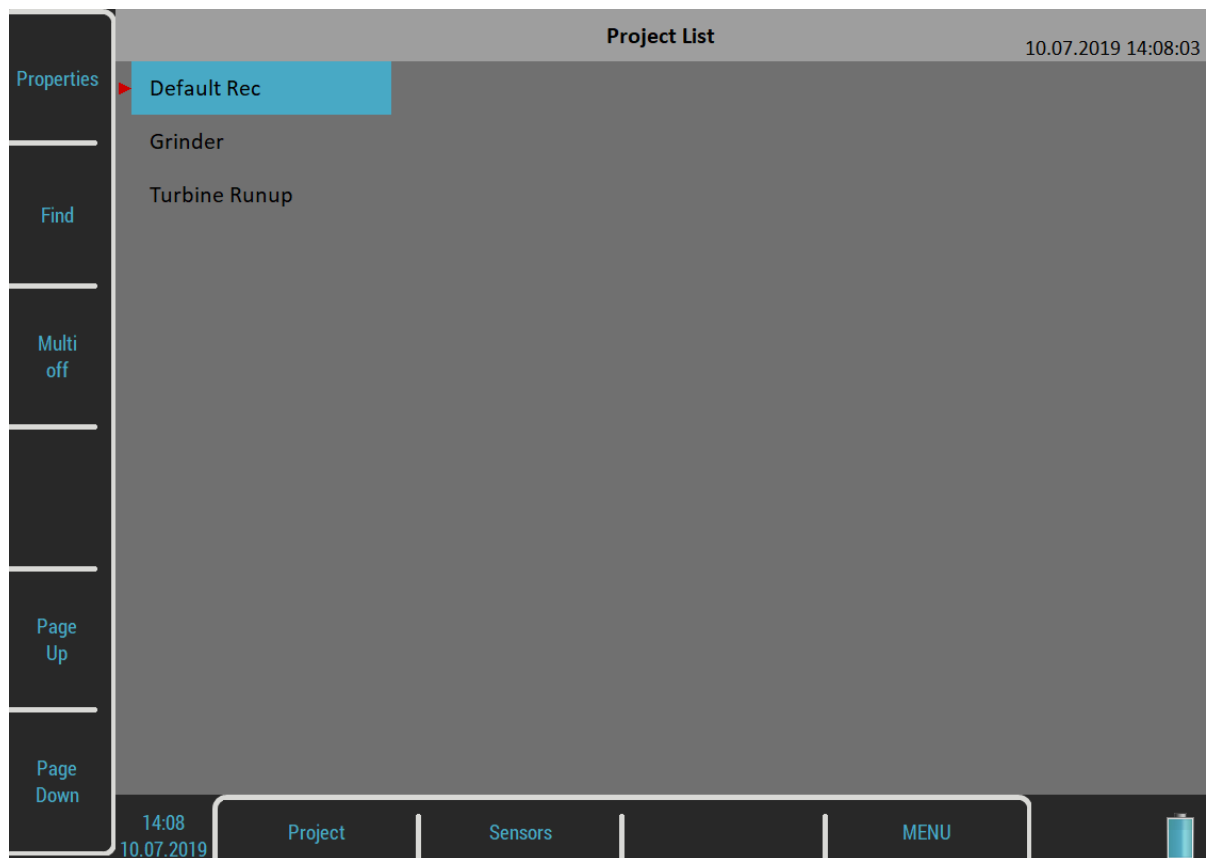 Project List
10.07.2019 14:08:03
Properties
Find
Multi
off
Page
Up
Page
Down
Default Rec
Grinder
Turbine Runup
14:08
10.07.2019
Project
Sensors
MENU